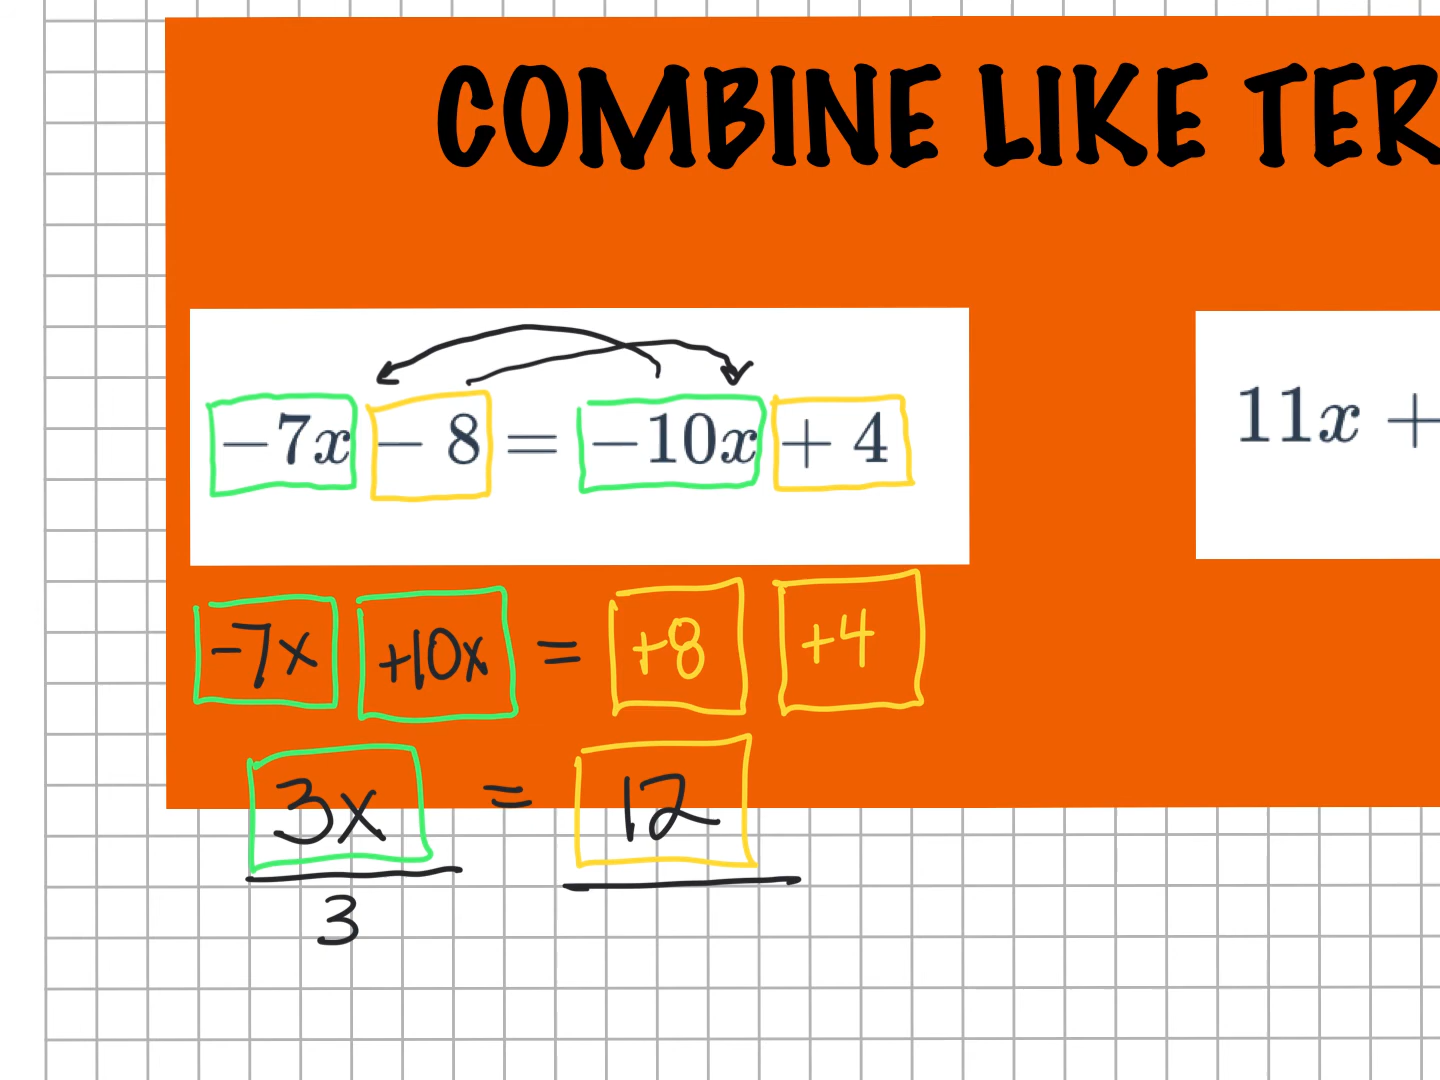 COMBINE LIKE TER
−7x − 8 = −10x + 4
11x +
-7x +10x = +8 +4
3x = 12
3